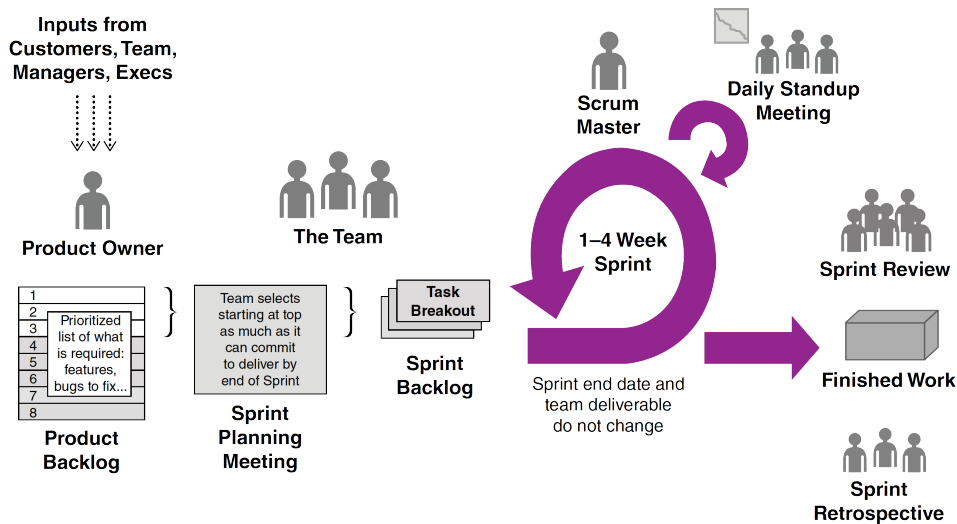 Inputs from
Customers, Team,
Managers, Execs
Product Owner
1
2
3
4
5
6
7
8
Prioritized
list of what
is required:
features,
bugs to fix...
Product
Backlog
The Team
Team selects
starting at top
as much as it
can commit
to deliver by
end of Sprint
Sprint
Planning
Meeting
Task
Breakout
Sprint
Backlog
Scrum
Master
Daily Standup
Meeting
1–4 Week
Sprint
Sprint end date and
team deliverable
do not change
Sprint Review
Finished Work
Sprint
Retrospective